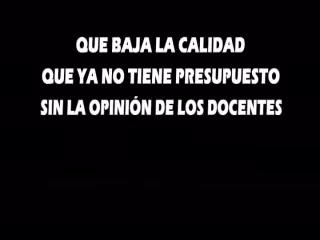 QUE BAJA LA CALIDAD
QUE YA NO TIENE PRESUPUESTO
SIN LA OPINIÓN DE LOS DOCENTES